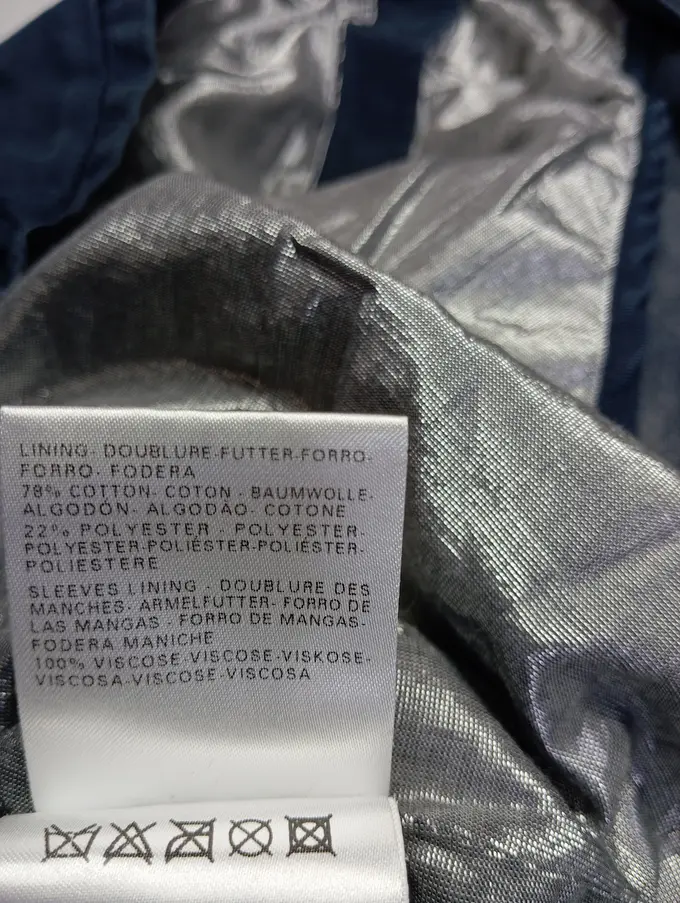 LINING- DOUBLURE-FUTTER-FORRO-
FORRO- FODERA
78% COTTON- COTON - BAUMWOLLE-
ALGODÓN- ALGODÃO- COTONE
22% POLYESTER - POLYESTER-
POLYESTER-POLIÉSTER-POLIÉSTER-
POLIESTERE
SLEEVES LINING - DOUBLURE DES
MANCHES- ARMELFUTTER- FORRO DE
LAS MANGAS - FORRO DE MANGAS-
FODERA MANICHE
100% VISCOSE-VISCOSE-VISKOSE-
VISCOSA-VISCOSE-VISCOSA